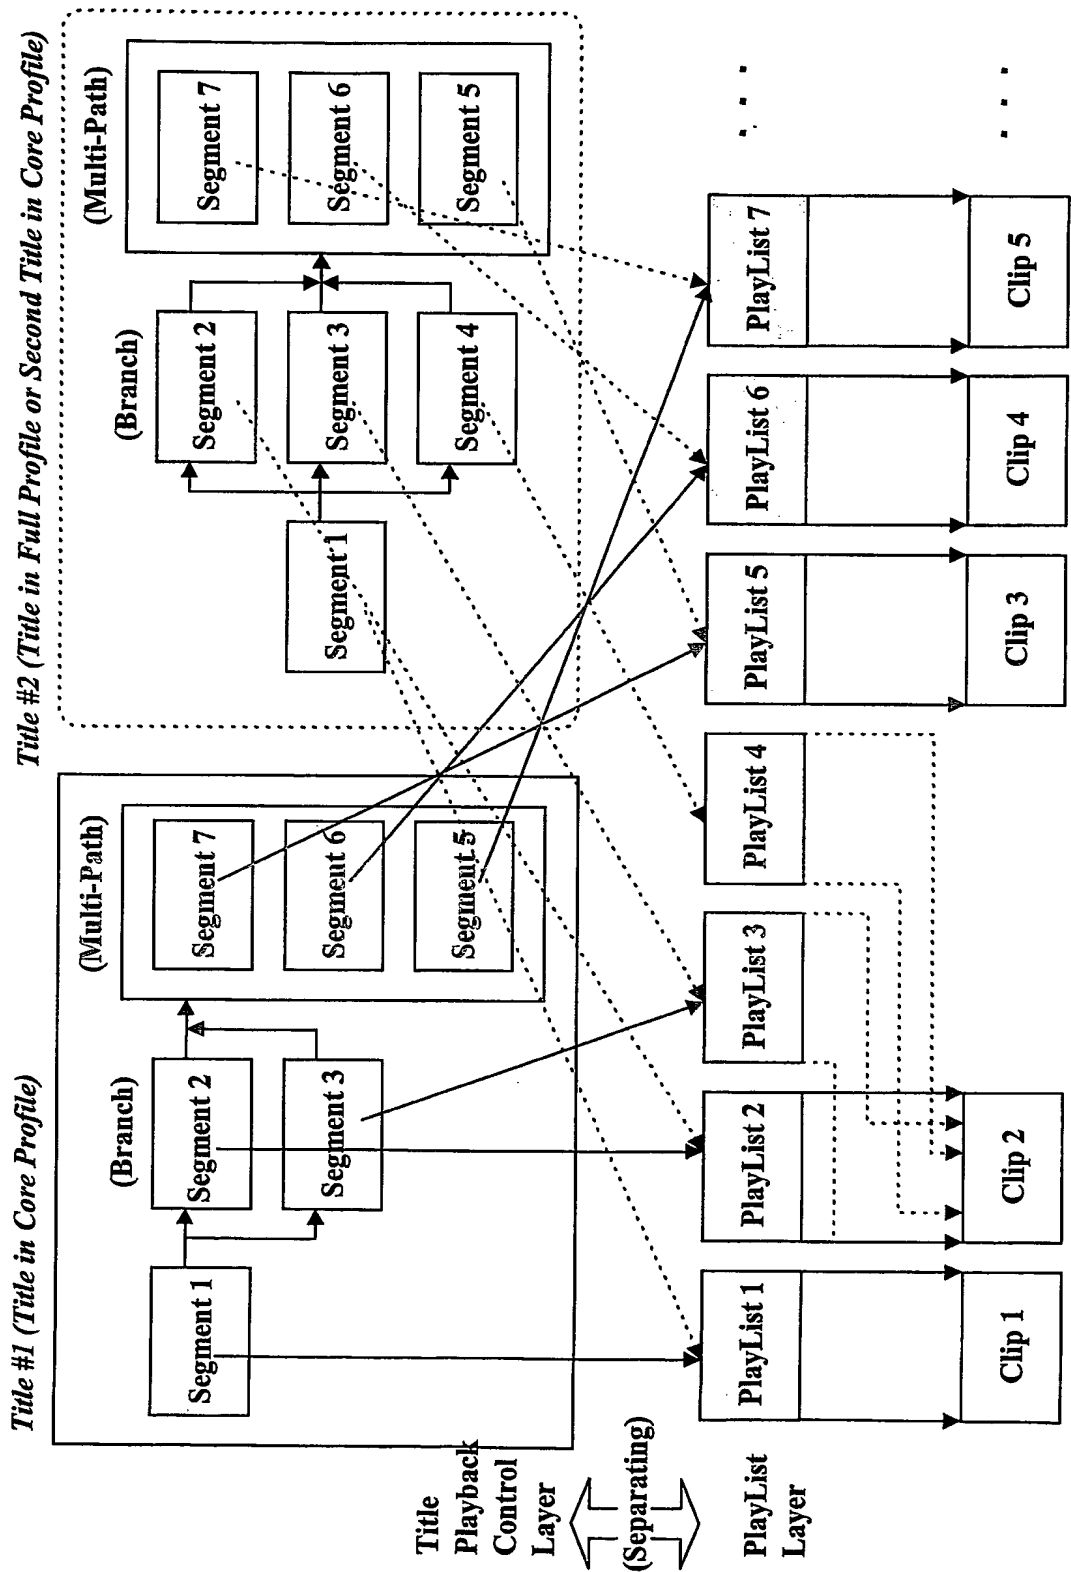 Title #1 (Title in Core Profile)
Title #2 (Title in Full Profile or Second Title in Core Profile)
(Branch)
(Multi-Path)
Segment 1
Segment 2
Segment 3
Segment 7
Segment 6
Segment 5
(Branch)
(Multi-Path)
Segment 1
Segment 2
Segment 3
Segment 4
Segment 7
Segment 6
Segment 5
Title
Playback
Control
Layer
(Separating)
PlayList
Layer
PlayList 1
PlayList 2
PlayList 3
PlayList 4
PlayList 5
PlayList 6
PlayList 7
Clip 1
Clip 2
Clip 3
Clip 4
Clip 5